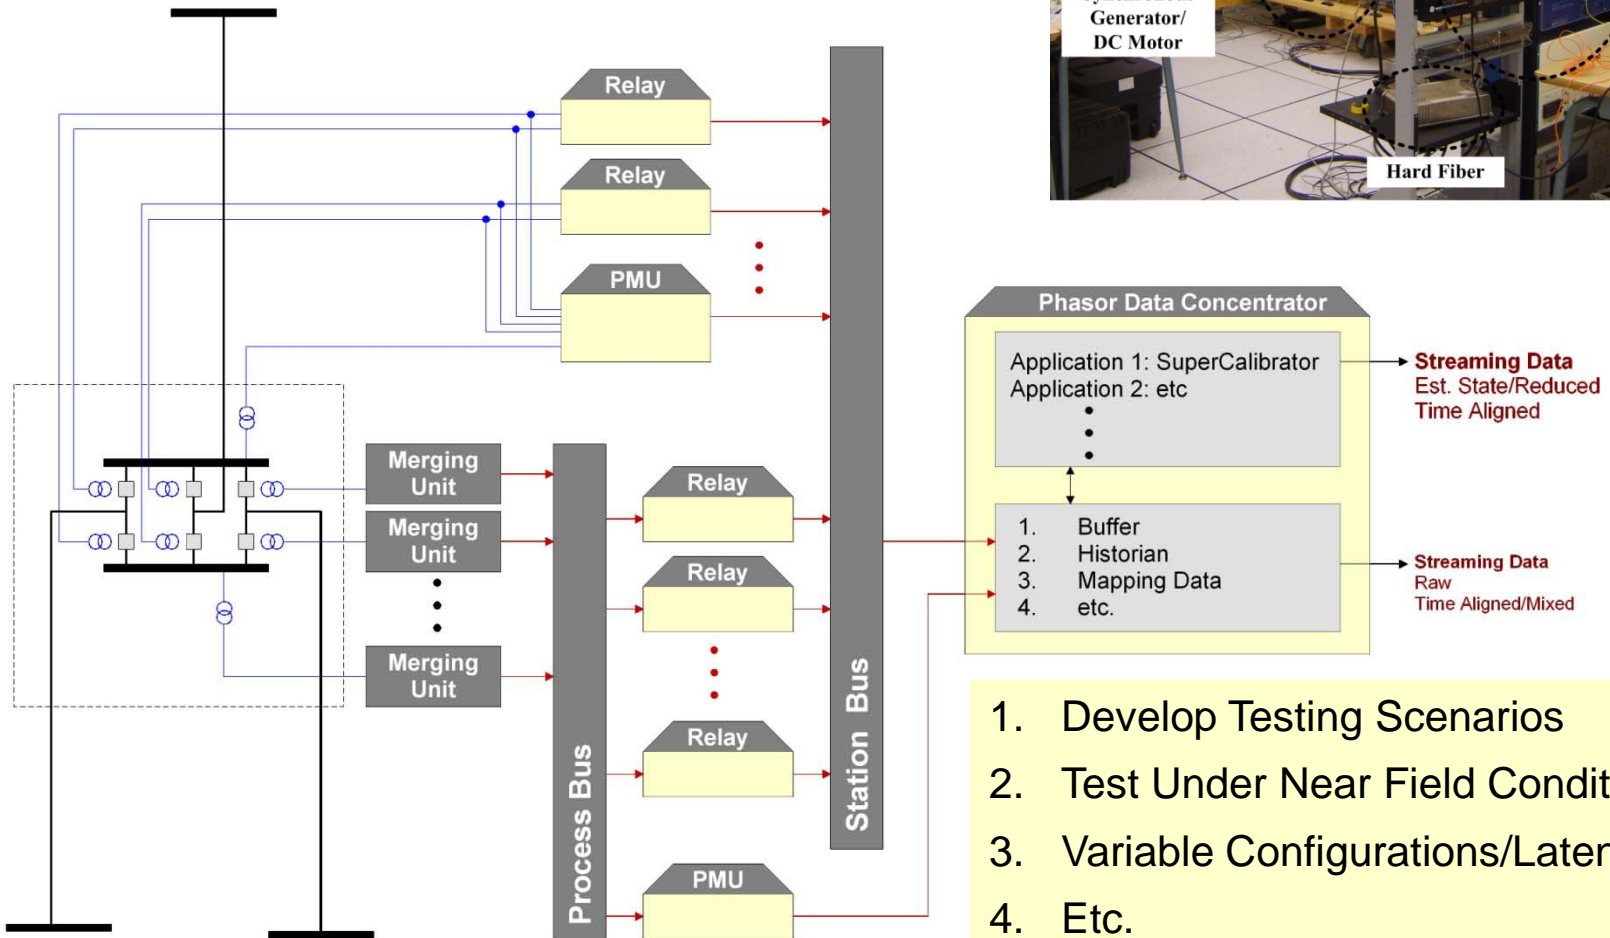 Generator/
DC Motor
Hard Fiber
Relay
Relay
PMU
Merging
Unit
Merging
Unit
Merging
Unit
Process Bus
Relay
Relay
Relay
PMU
Station Bus
Phasor Data Concentrator
Application 1: SuperCalibrator
Application 2: etc
1. Buffer
2. Historian
3. Mapping Data
4. etc.
Streaming Data
Est. State/Reduced
Time Aligned
Streaming Data
Raw
Time Aligned/Mixed
1. Develop Testing Scenarios
2. Test Under Near Field Condit
3. Variable Configurations/Laten
4. Etc.